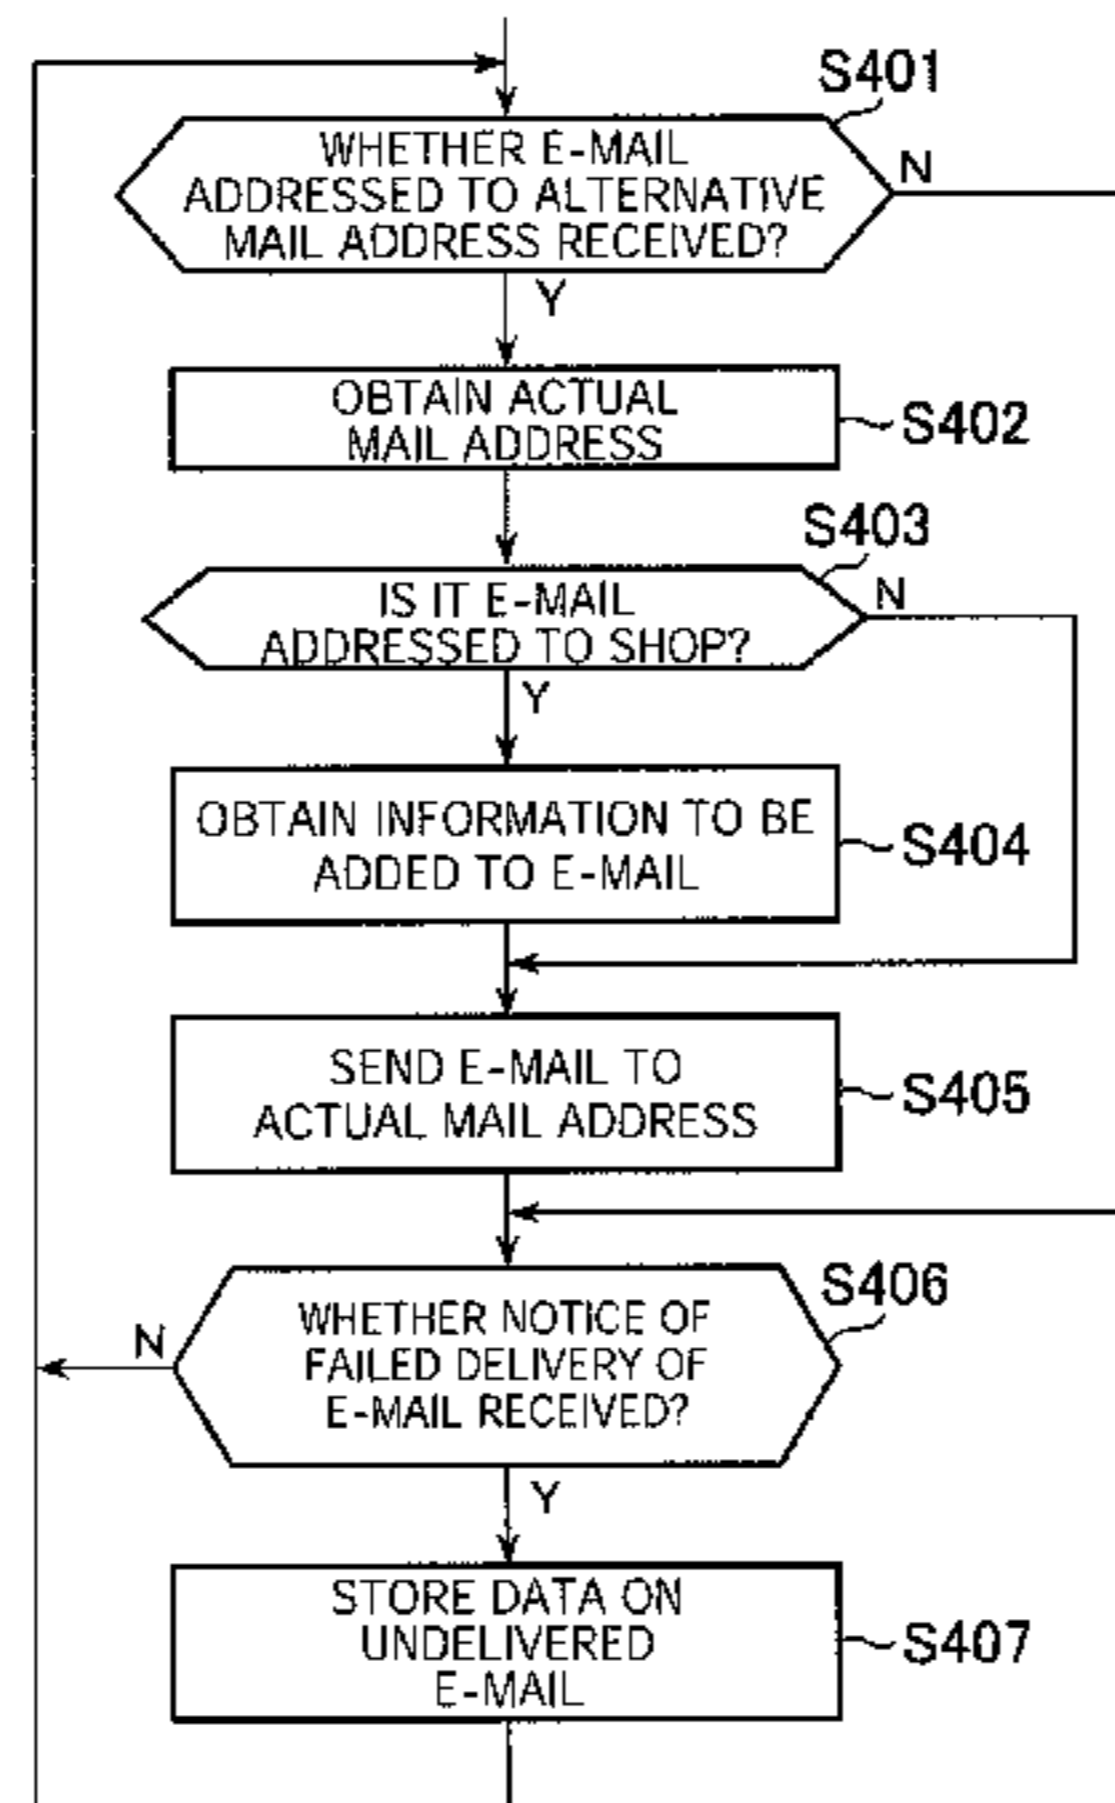 S401
WHETHER E-MAIL
ADDRESSED TO ALTERNATIVE
MAIL ADDRESS RECEIVED?
N
Y
OBTAIN ACTUAL
MAIL ADDRESS
S402
S403
IS IT E-MAIL
ADDRESSED TO SHOP?
N
Y
OBTAIN INFORMATION TO BE
ADDED TO E-MAIL
S404
SEND E-MAIL TO
ACTUAL MAIL ADDRESS
S405
S406
WHETHER NOTICE OF
FAILED DELIVERY OF
E-MAIL RECEIVED?
N
Y
STORE DATA ON
UNDELIVERED
E-MAIL
S407